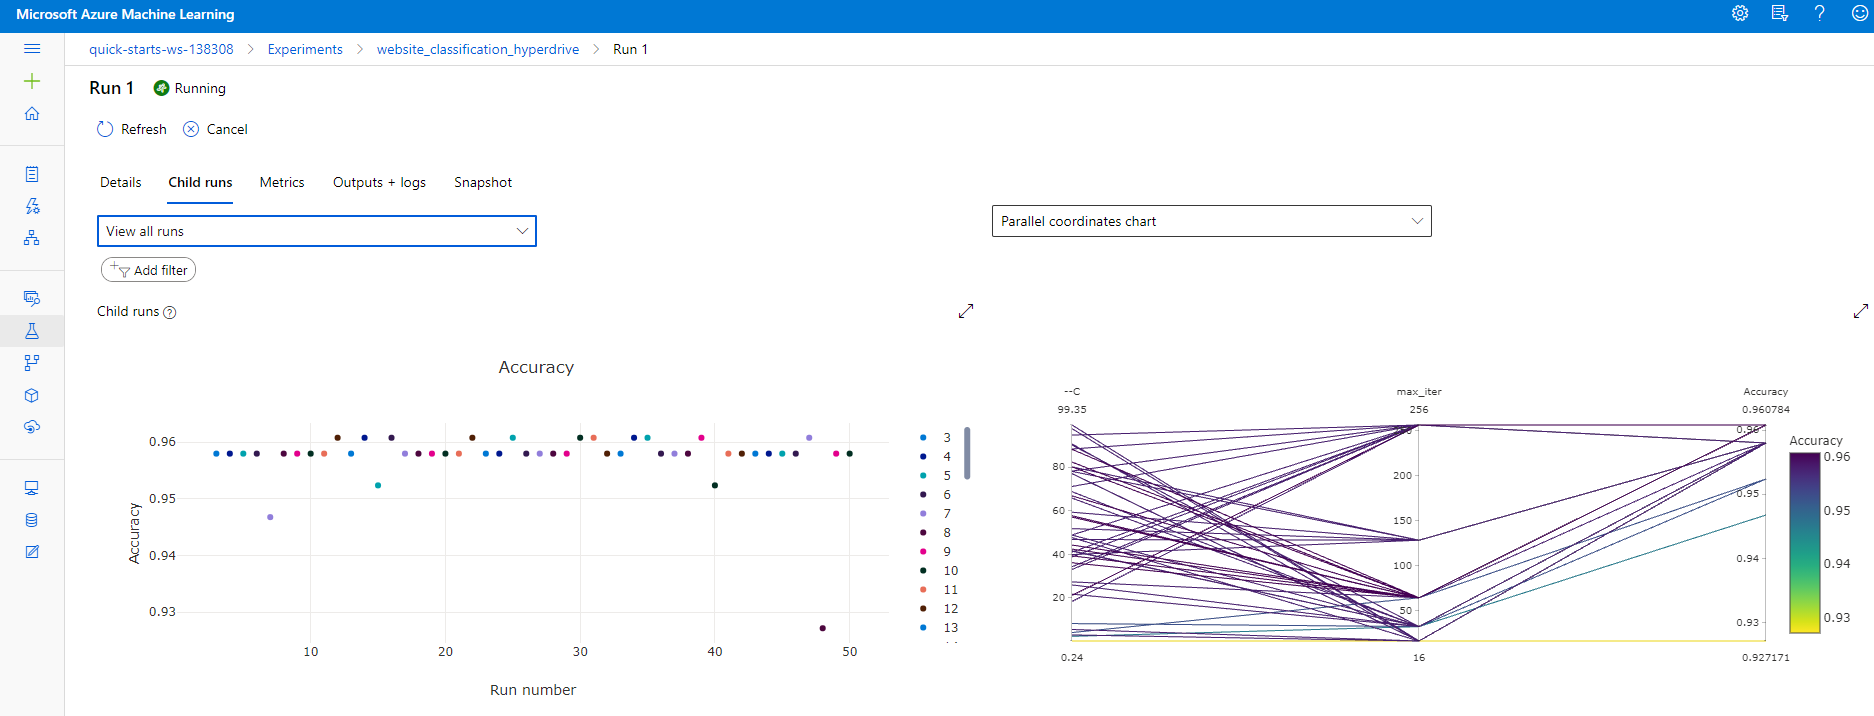 Microsoft Azure Machine Learning
quick-starts-ws-138308 > Experiments > website_classification_hyperdrive > Run 1
Run 1 Running
Refresh Cancel
Details Child runs Metrics Outputs + logs Snapshot
View all runs
Parallel coordinates chart
Add filter
Child runs
Accuracy
Accuracy
0.96
0.95
0.94
0.93
10 20 30 40 50
Run number
3
4
5
6
7
8
9
10
11
12
13
--C max_iter Accuracy
99.35 256 0.960784
80
60
40
20
200
150
100
50
0.96
0.95
0.94
0.93
0.24 16 0.927171
Accuracy
0.96
0.95
0.94
0.93